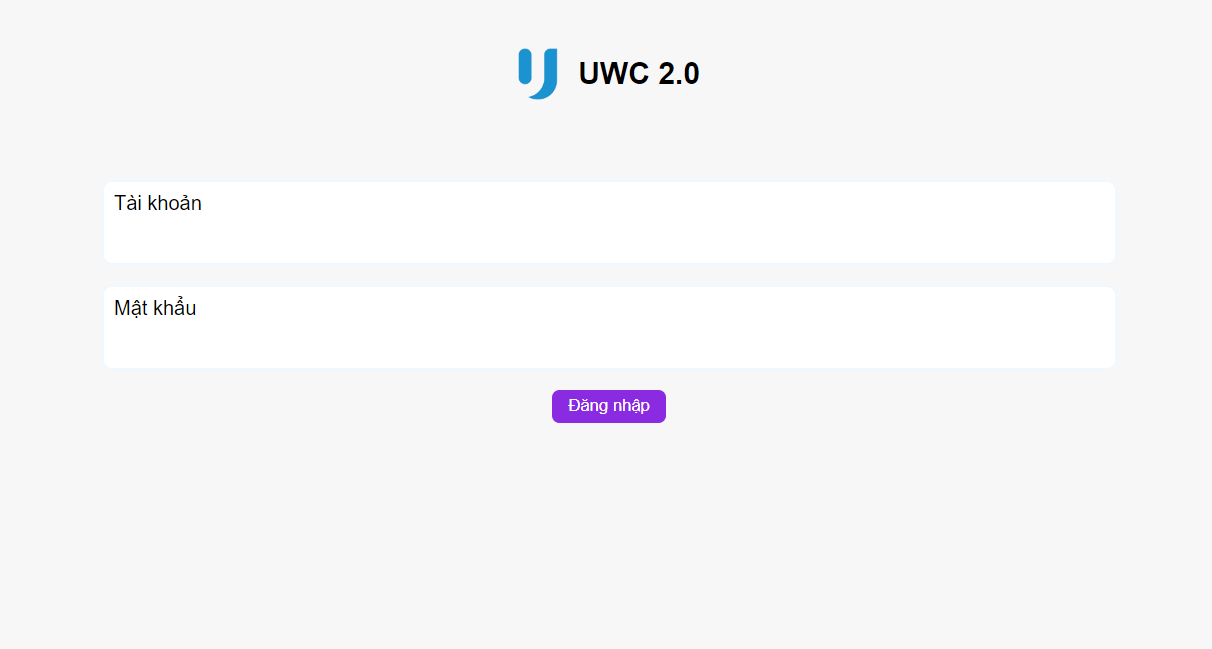 UWC 2.0
Tài khoản
Mật khẩu
Đăng nhập